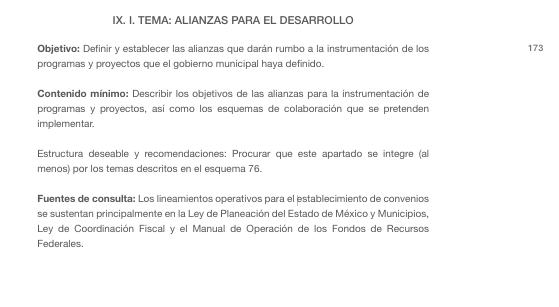 IX. I. TEMA: ALIANZAS PARA EL DESARROLLO
173
Objetivo: Definir y establecer las alianzas que darán rumbo a la instrumentación de los
programas y proyectos que el gobierno municipal haya definido.
Contenido mínimo: Describir los objetivos de las alianzas para la instrumentación de
programas y proyectos, así como los esquemas de colaboración que se pretenden
implementar.
Estructura deseable y recomendaciones: Procurar que este apartado se integre (al
menos) por los temas descritos en el esquema 76.
Fuentes de consulta: Los lineamientos operativos para el establecimiento de convenios
se sustentan principalmente en la Ley de Planeación del Estado de México y Municipios,
Ley de Coordinación Fiscal y el Manual de Operación de los Fondos de Recursos
Federales.